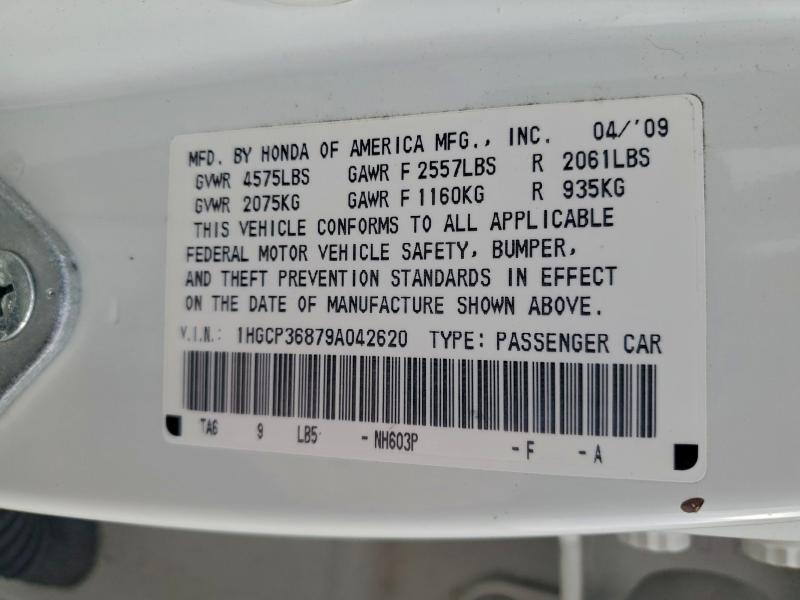 MFD. BY HONDA OF AMERICA MFG., INC. 04/'09
GVWR 4575LBS GAWR F 2557LBS R 2061LBS
GVWR 2075KG GAWR F 1160KG R 935KG
THIS VEHICLE CONFORMS TO ALL APPLICABLE
FEDERAL MOTOR VEHICLE SAFETY, BUMPER,
AND THEFT PREVENTION STANDARDS IN EFFECT
ON THE DATE OF MANUFACTURE SHOWN ABOVE.
V.I.N.: 1HGCP36879A042620 TYPE: PASSENGER CAR
TA6 9 LB5 -NH603P -F -A